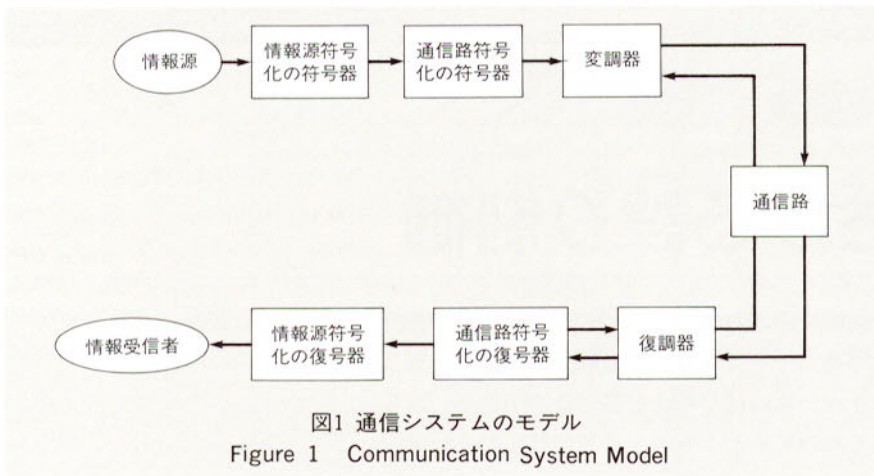 情報源
情報源符号
化の符号器
通信路符号
化の符号器
変調器
通信路
情報受信者
情報源符号
化の復号器
通信路符号
化の復号器
復調器
図1 通信システムのモデル
Figure 1 Communication System Model